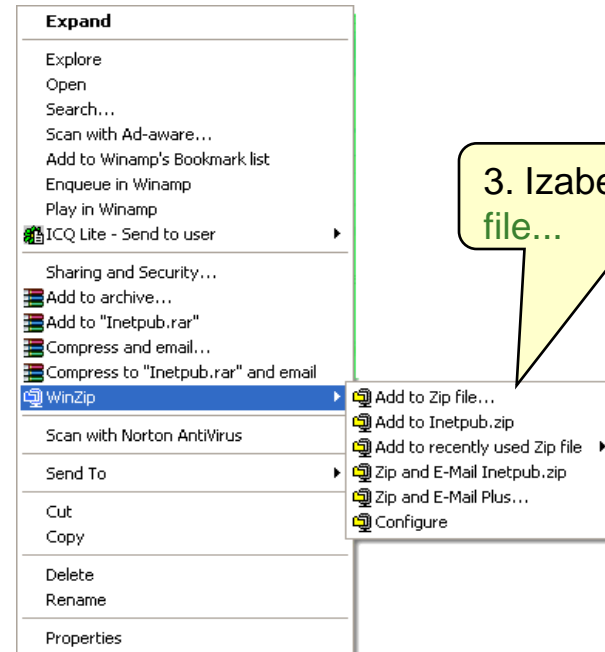 Expand
Explore
Open
Search...
Scan with Ad-aware...
Add to Winamp's Bookmark list
Enqueue in Winamp
Play in Winamp
ICQ Lite - Send to user
Sharing and Security...
Add to archive...
Add to "Inetpub.rar"
Compress and email...
Compress to "Inetpub.rar" and email
WinZip
Scan with Norton AntiVirus
Send To
Cut
Copy
Delete
Rename
Properties
3. Izabe
file...
Add to Zip file...
Add to Inetpub.zip
Add to recently used Zip file
Zip and E-Mail Inetpub.zip
Zip and E-Mail Plus...
Configure